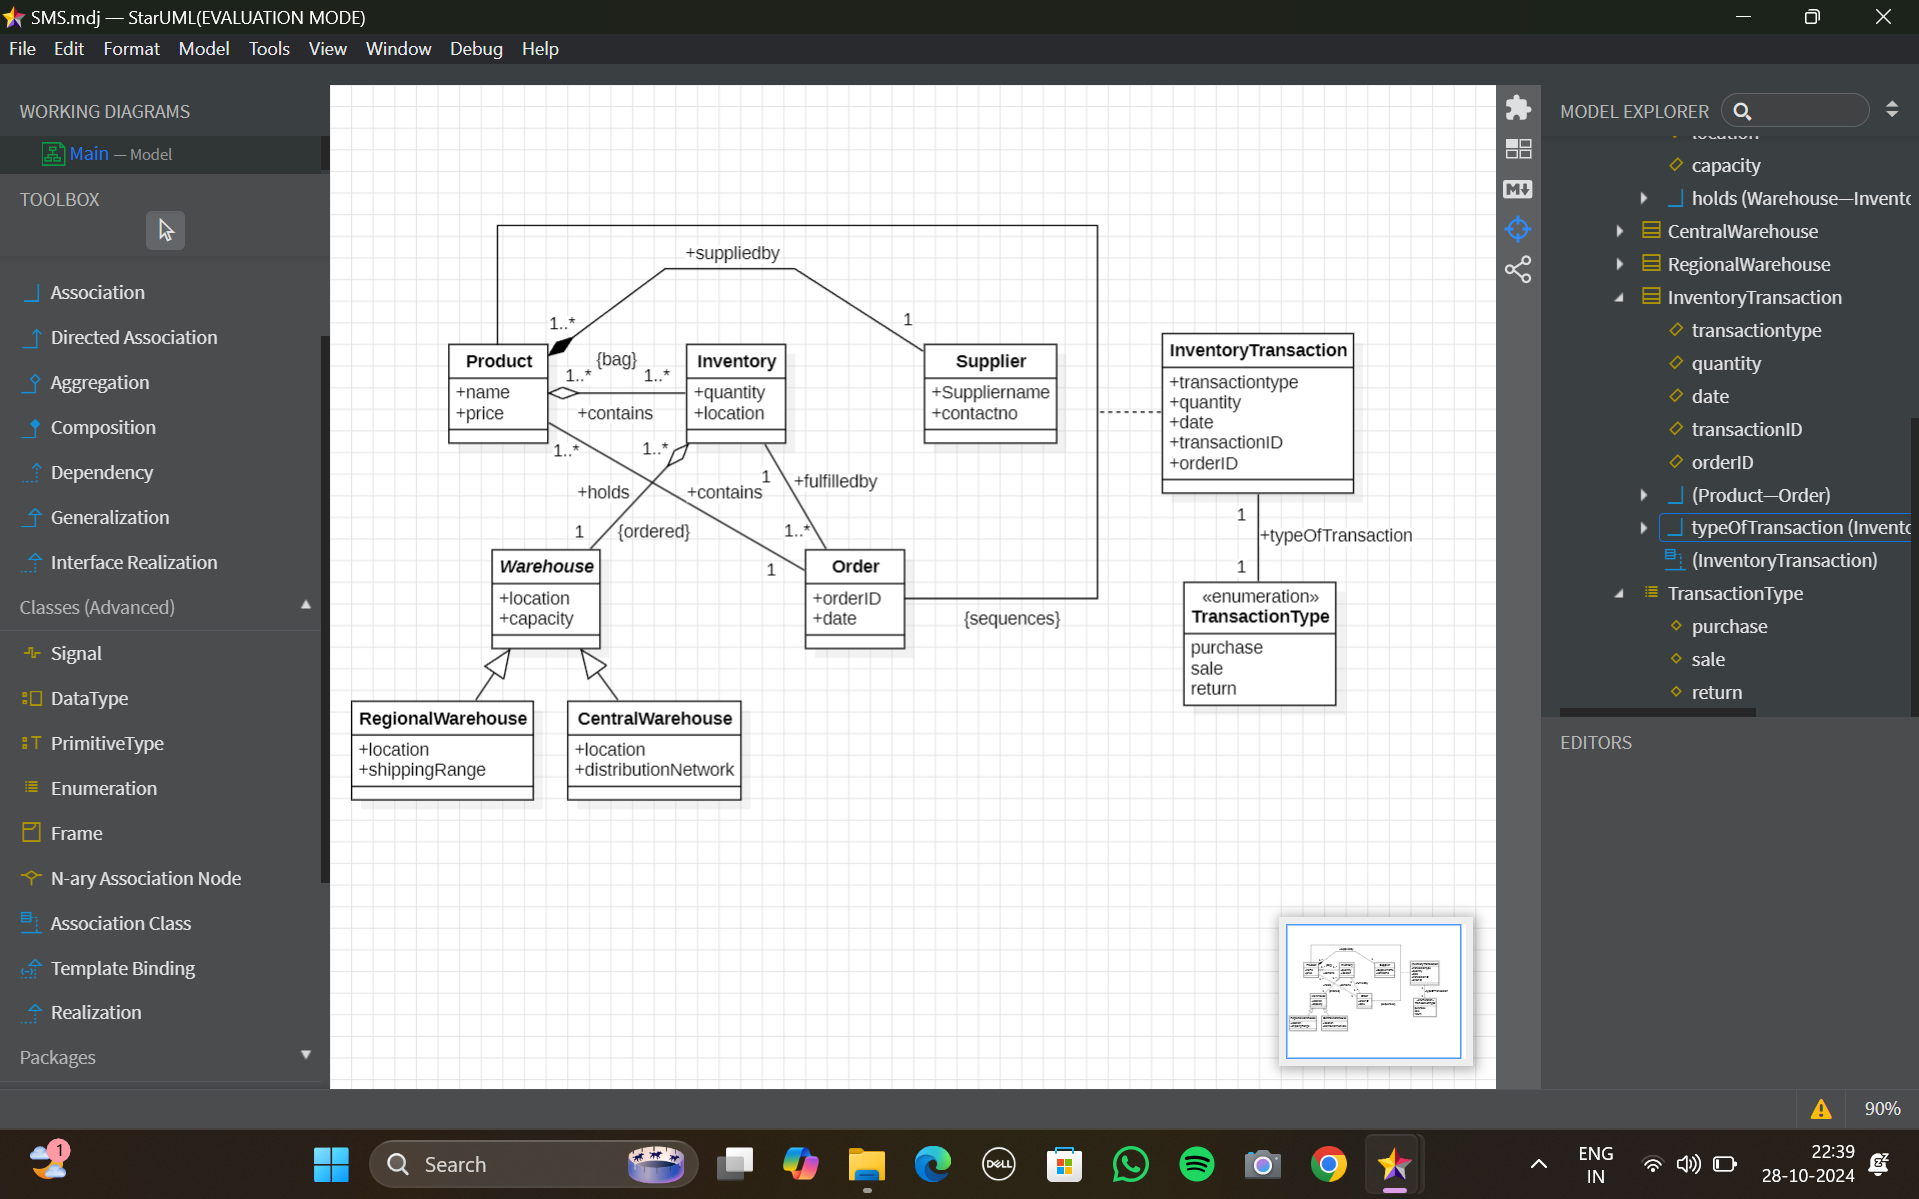 SMS.mdj — StarUML(EVALUATION MODE)
File Edit Format Model Tools View Window Debug Help
WORKING DIAGRAMS
Main — Model
TOOLBOX
Association
Directed Association
Aggregation
Composition
Dependency
Generalization
Interface Realization
Classes (Advanced)
Signal
DataType
PrimitiveType
Enumeration
Frame
N-ary Association Node
Association Class
Template Binding
Realization
Packages
+suppliedby
1..*
1
Product
+name
+price
{bag}
1..*
1..*
+contains
Inventory
+quantity
+location
Supplier
+Suppliername
+contactno
InventoryTransaction
+transactiontype
+quantity
+date
+transactionID
+orderID
1..*
1..*
+holds
+contains
1
+fulfilledby
1
{ordered}
1..*
1
1
+typeOfTransaction
1
Warehouse
+location
+capacity
Order
+orderID
+date
{sequences}
«enumeration»
TransactionType
purchase
sale
return
RegionalWarehouse
+location
+shippingRange
CentralWarehouse
+location
+distributionNetwork
M
MODEL EXPLORER
location
capacity
holds (Warehouse—Invento
CentralWarehouse
RegionalWarehouse
InventoryTransaction
transactiontype
quantity
date
transactionID
orderID
(Product—Order)
typeOfTransaction (Invento
(InventoryTransaction)
TransactionType
purchase
sale
return
EDITORS
90%
1
Search
DELL
ENG
IN
22:39
28-10-2024